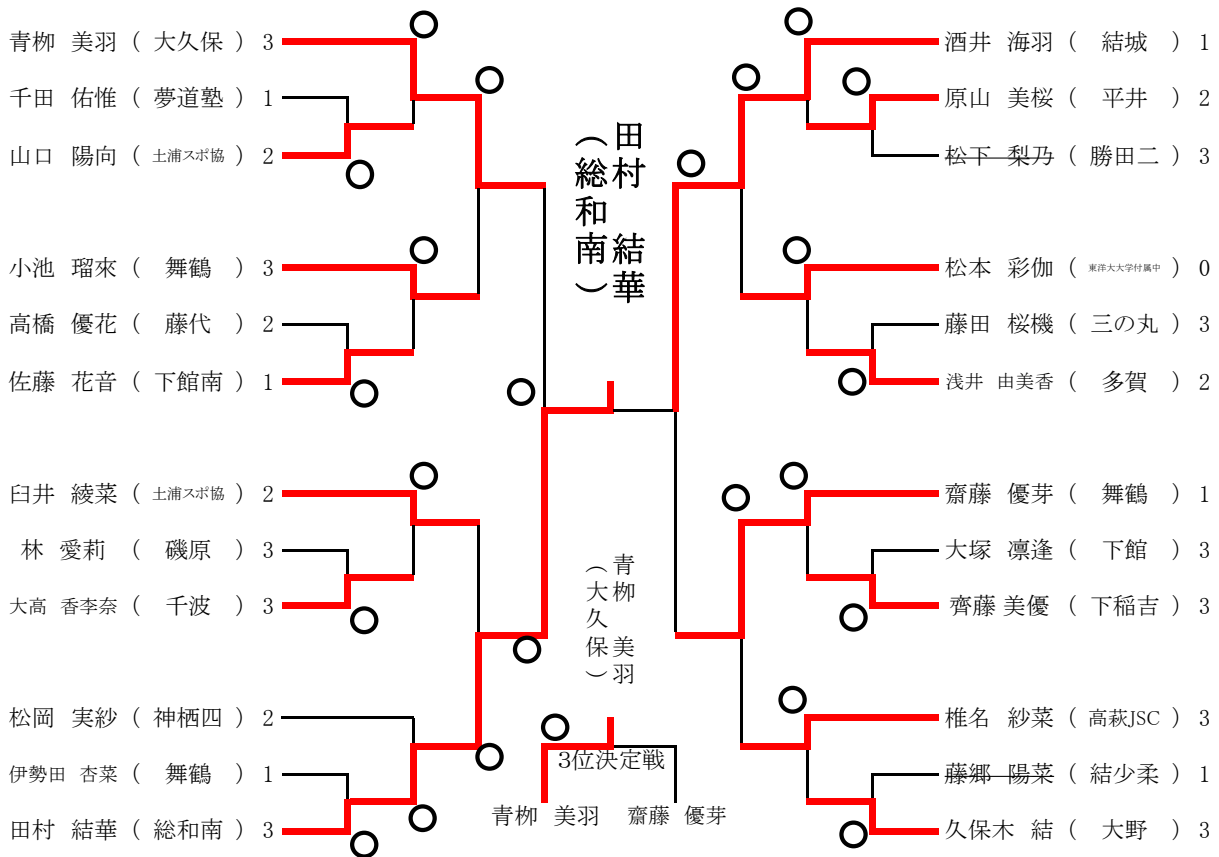 青栁 美羽 ( 大久保 ) 3
千田 佑惟 ( 夢道塾 ) 1
山口 陽向 ( 土浦スポ協 ) 2
小池 瑠來 ( 舞鶴 ) 3
高橋 優花 ( 藤代 ) 2
佐藤 花音 ( 下館南 ) 1
臼井 綾菜 ( 土浦スポ協 ) 2
林 愛莉 ( 磯原 ) 3
大高 香李奈 ( 千波 ) 3
松岡 実紗 ( 神栖四 ) 2
伊勢田 杏菜 ( 舞鶴 ) 1
田村 結華 ( 総和南 ) 3
田村 結華
(総和南)
青栁 美羽
(大久保)
3位決定戦
青栁 美羽 齋藤 優芽
酒井 海羽 ( 結城 ) 1
原山 美桜 ( 平井 ) 2
松下 梨乃 ( 勝田二 ) 3
松本 彩伽 ( 東洋大大学付属中 ) 0
藤田 桜機 ( 三の丸 ) 3
浅井 由美香 ( 多賀 ) 2
齋藤 優芽 ( 舞鶴 ) 1
大塚 凛逢 ( 下館 ) 3
齊藤 美優 ( 下稲吉 ) 3
椎名 紗菜 ( 高萩JSC ) 3
藤郷 陽菜 ( 結少柔 ) 1
久保木 結 ( 大野 ) 3